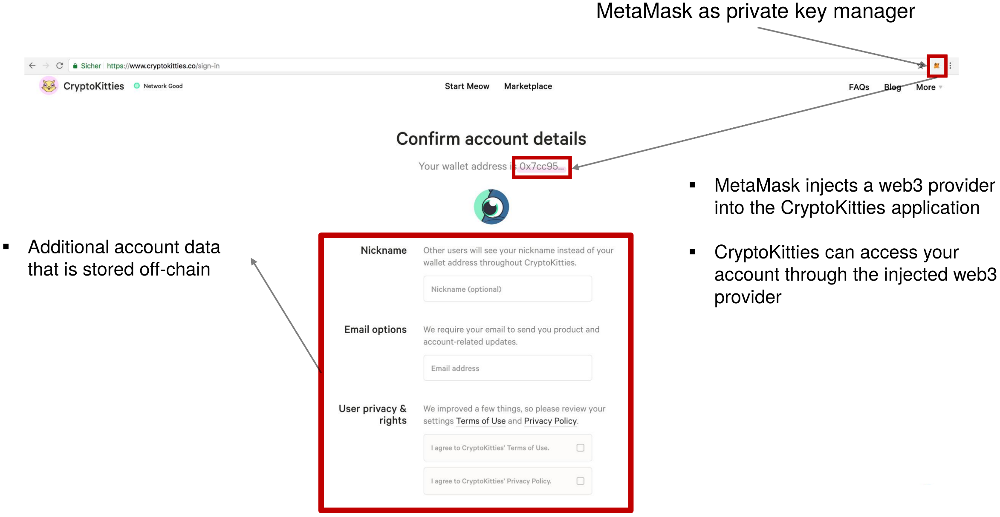 MetaMask as private key manager
Sicher https://www.cryptokitties.co/sign-in
CryptoKitties Network Good Start Meow Marketplace FAQs Blog More
Confirm account details
Your wallet address is 0x7cc95...
▪ MetaMask injects a web3 provider
into the CryptoKitties application
▪ CryptoKitties can access your
account through the injected web3
provider
▪ Additional account data
that is stored off-chain
Nickname
Other users will see your nickname instead of your
wallet address throughout CryptoKitties.
Nickname (optional)
Email options
We require your email to send you product and
account-related updates.
Email address
User privacy &
rights
We improved a few things, so please review your
settings Terms of Use and Privacy Policy.
I agree to CryptoKitties’ Terms of Use.
I agree to CryptoKitties’ Privacy Policy.